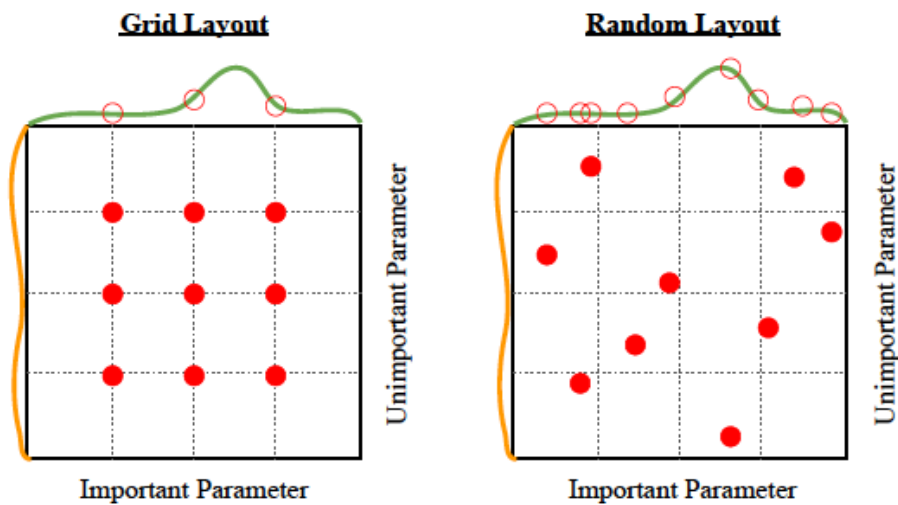 Grid Layout
Unimportant Parameter
Important Parameter
Random Layout
Unimportant Parameter
Important Parameter